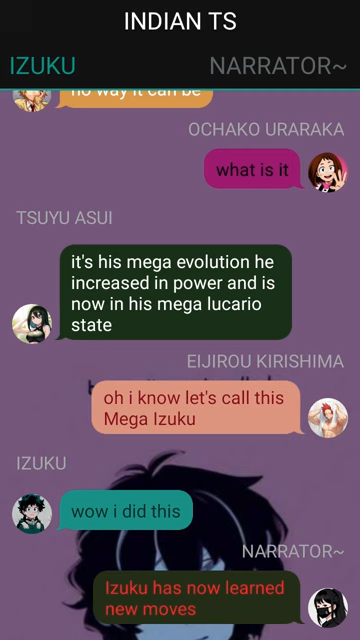 INDIAN TS
IZUKU
NARRATOR~
no way it can be
OCHAKO URARAKA
what is it
TSUYU ASUI
it's his mega evolution he
increased in power and is
now in his mega lucario
state
EIJIROU KIRISHIMA
oh i know let's call this
Mega Izuku
IZUKU
wow i did this
NARRATOR~
Izuku has now learned
new moves